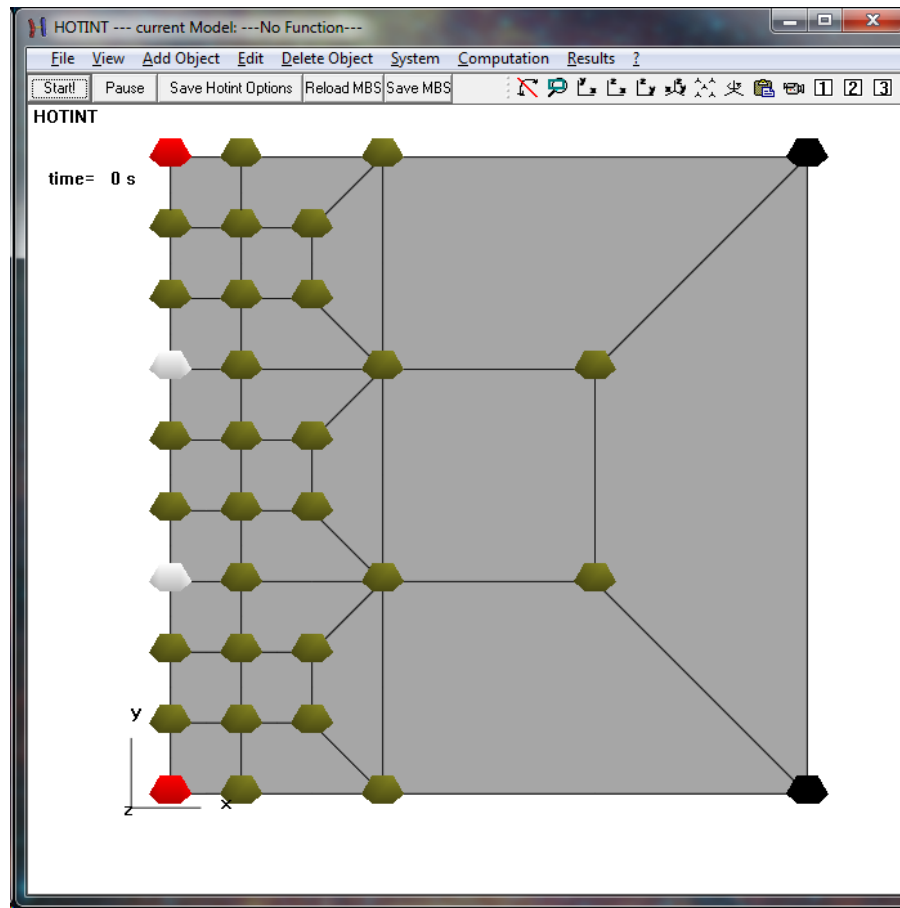 HOTINT --- current Model: ---No Function---
File View Add Object Edit Delete Object System Computation Results ?
Start! Pause Save Hotint Options Reload MBS Save MBS 1 2 3
HOTINT
time= 0 s
y
z x